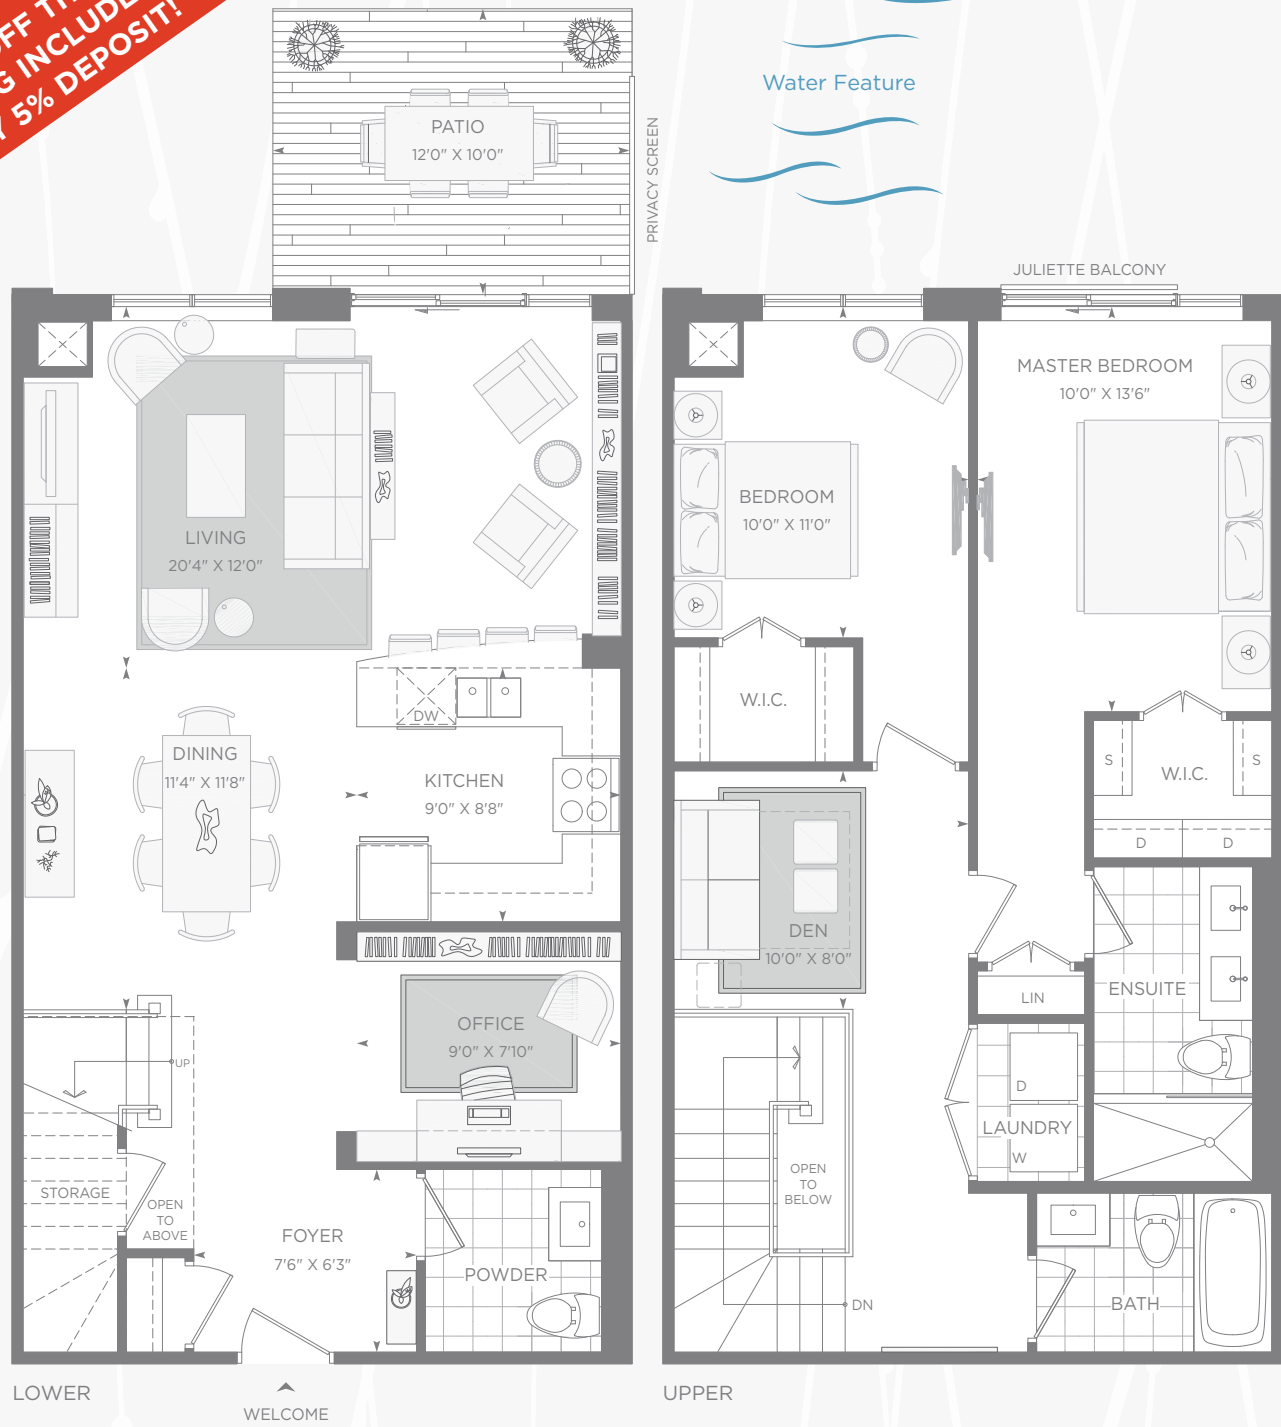 OFF TH
G INCLUDE
5% DEPOSIT!
Water Feature
PATIO
12'0" X 10'0"
PRIVACY SCREEN
JULIETTE BALCONY
LIVING
20'4" X 12'0"
DINING
11'4" X 11'8"
DW
KITCHEN
9'0" X 8'8"
OFFICE
9'0" X 7'10"
UP
STORAGE
OPEN
TO
ABOVE
FOYER
7'6" X 6'3"
POWDER
LOWER
WELCOME
MASTER BEDROOM
10'0" X 13'6"
BEDROOM
10'0" X 11'0"
W.I.C.
S
W.I.C.
S
D
D
DEN
10'0" X 8'0"
ENSUITE
LIN
D
LAUNDRY
W
OPEN
TO
BELOW
DN
BATH
UPPER